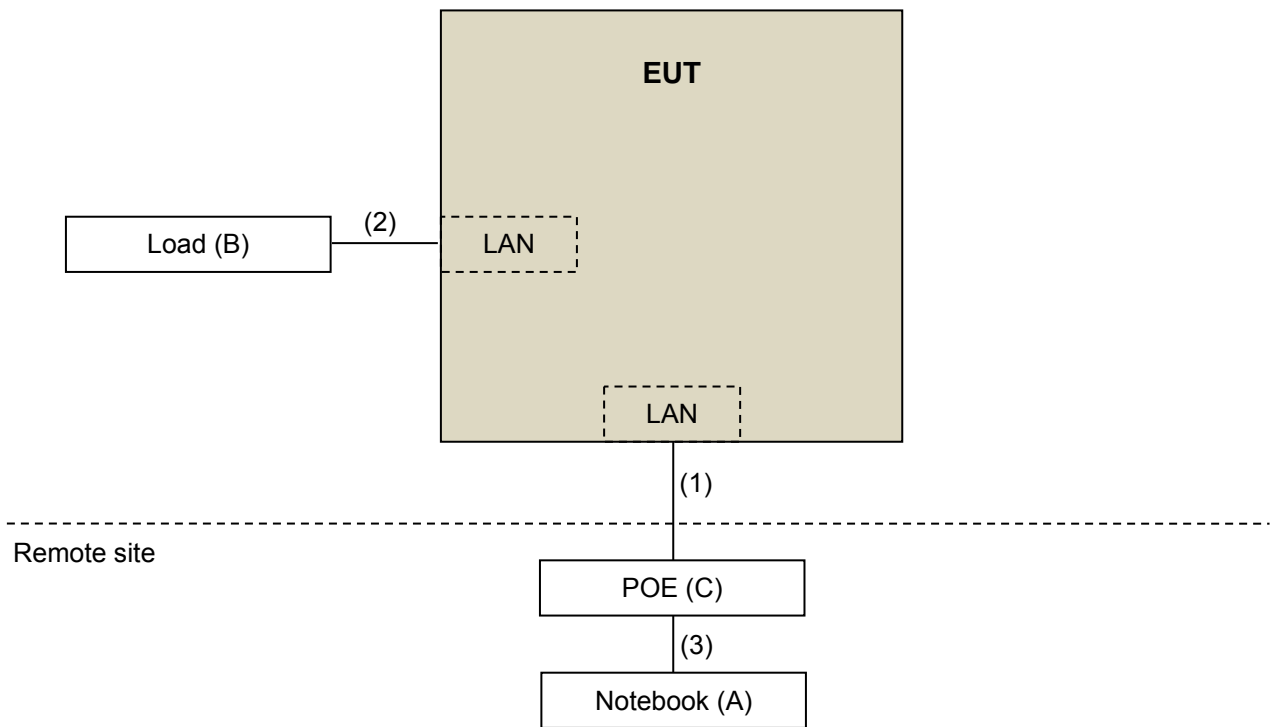 EUT
(2)
Load (B)
LAN
LAN
(1)
Remote site
POE (C)
(3)
Notebook (A)